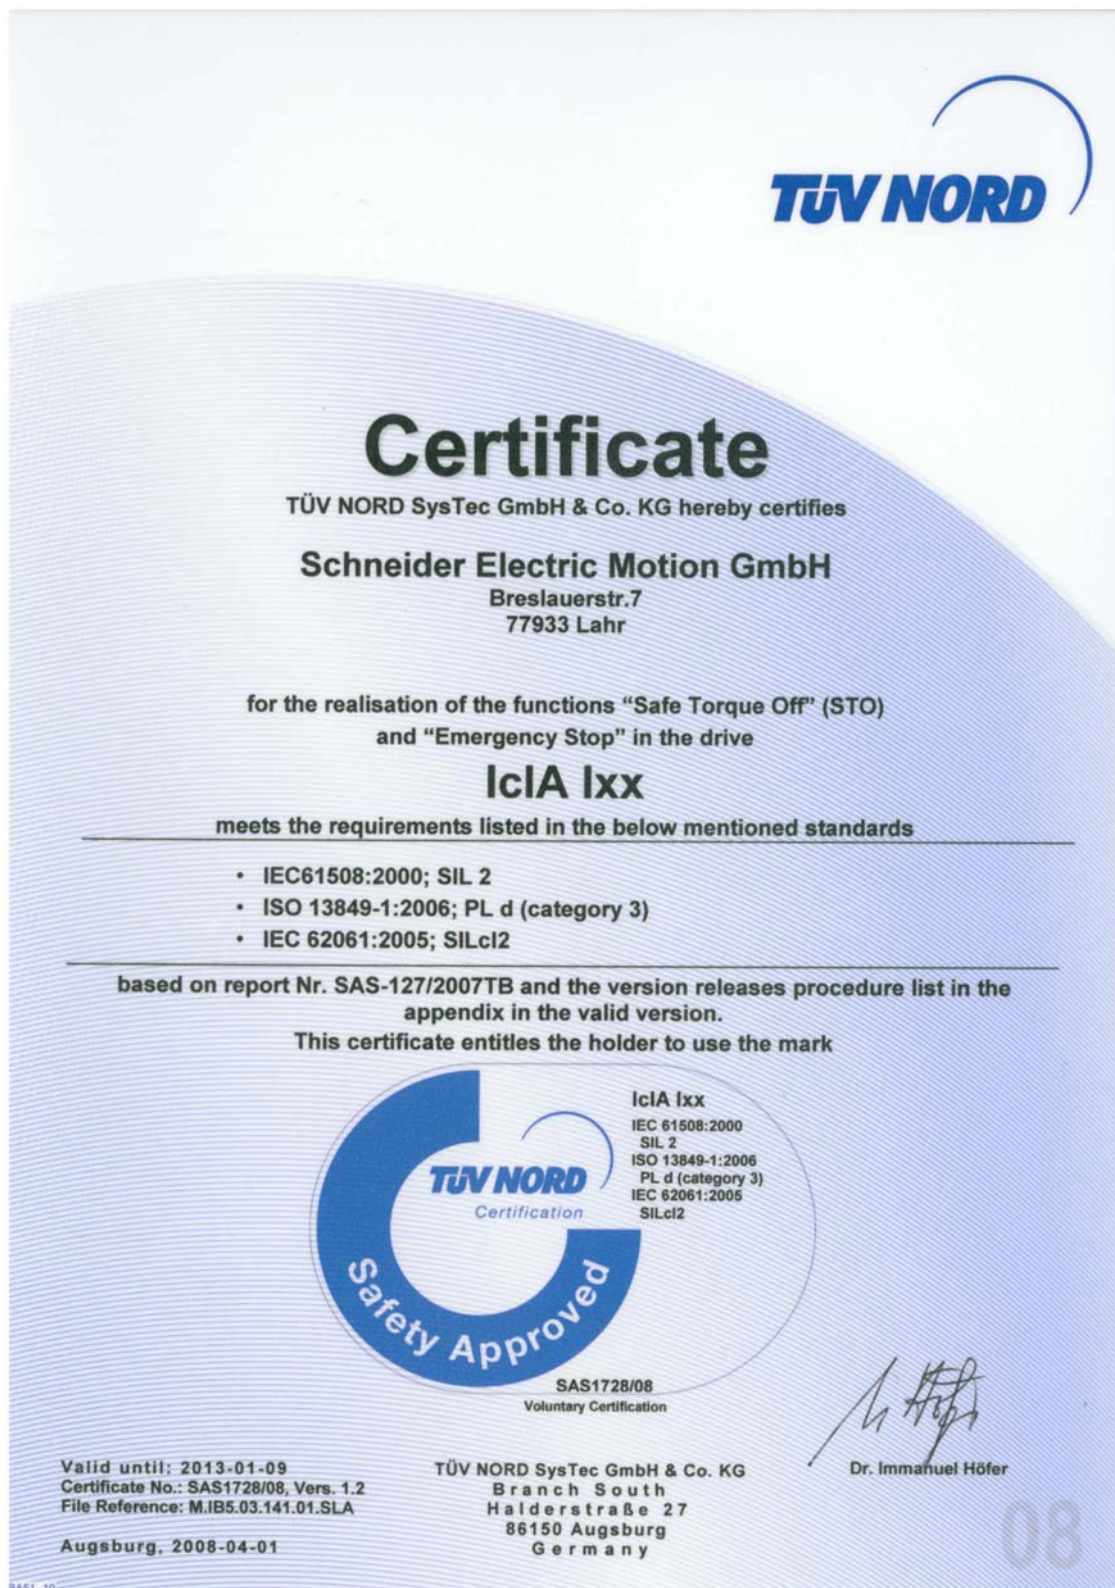 TÜV NORD
Certificate
TÜV NORD SysTec GmbH & Co. KG hereby certifies
Schneider Electric Motion GmbH
Breslauerstr.7
77933 Lahr
for the realisation of the functions “Safe Torque Off” (STO)
and “Emergency Stop” in the drive
IclA Ixx
meets the requirements listed in the below mentioned standards
• IEC61508:2000; SIL 2
• ISO 13849-1:2006; PL d (category 3)
• IEC 62061:2005; SILcl2
based on report Nr. SAS-127/2007TB and the version releases procedure list in the
appendix in the valid version.
This certificate entitles the holder to use the mark
IclA Ixx
IEC 61508:2000
SIL 2
ISO 13849-1:2006
PL d (category 3)
IEC 62061:2005
SILcl2
TÜV NORD
Certification
Safety Approved
SAS1728/08
Voluntary Certification
Valid until: 2013-01-09
Certificate No.: SAS1728/08, Vers. 1.2
File Reference: M.IB5.03.141.01.SLA
Augsburg, 2008-04-01
TÜV NORD SysTec GmbH & Co. KG
Branch South
Halderstraße 27
86150 Augsburg
Germany
Dr. Immanuel Höfer
08